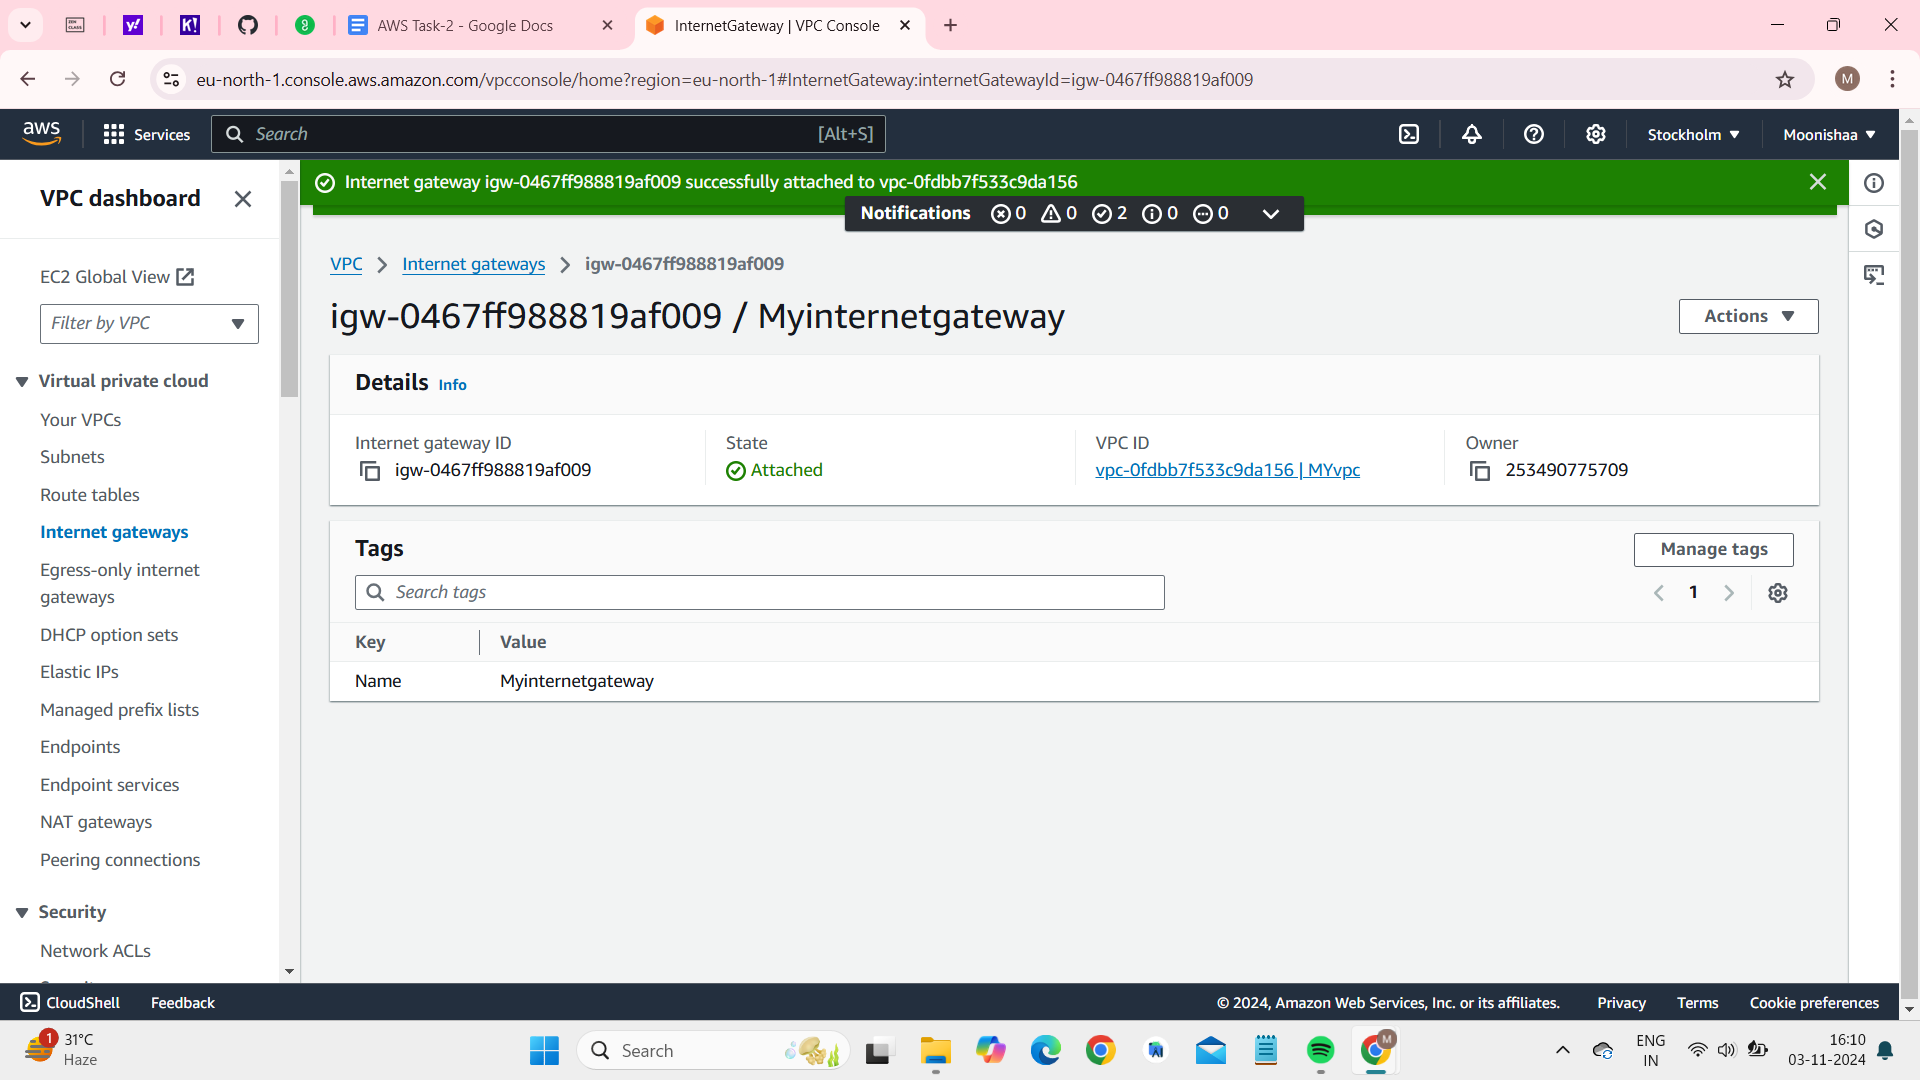 AWS Task-2 - Google Docs
InternetGateway | VPC Console
eu-north-1.console.aws.amazon.com/vpcconsole/home?region=eu-north-1#InternetGateway:internetGatewayId=igw-0467ff988819af009
M
aws
Services
Search
[Alt+S]
Stockholm
Moonishaa
VPC dashboard
EC2 Global View
Filter by VPC
Virtual private cloud
Your VPCs
Subnets
Route tables
Internet gateways
Egress-only internet
gateways
DHCP option sets
Elastic IPs
Managed prefix lists
Endpoints
Endpoint services
NAT gateways
Peering connections
Security
Network ACLs
Internet gateway igw-0467ff988819af009 successfully attached to vpc-0fdbb7f533c9da156
Notifications 0 0 2 0 0
VPC > Internet gateways > igw-0467ff988819af009
igw-0467ff988819af009 / Myinternetgateway
Actions
Details Info
Internet gateway ID
igw-0467ff988819af009
State
Attached
VPC ID
vpc-0fdbb7f533c9da156 | MYvpc
Owner
253490775709
Tags
Manage tags
Search tags
1
Key Value
Name Myinternetgateway
CloudShell Feedback
© 2024, Amazon Web Services, Inc. or its affiliates. Privacy Terms Cookie preferences
1
31°C
Haze
Search
M
ENG
IN
16:10
03-11-2024